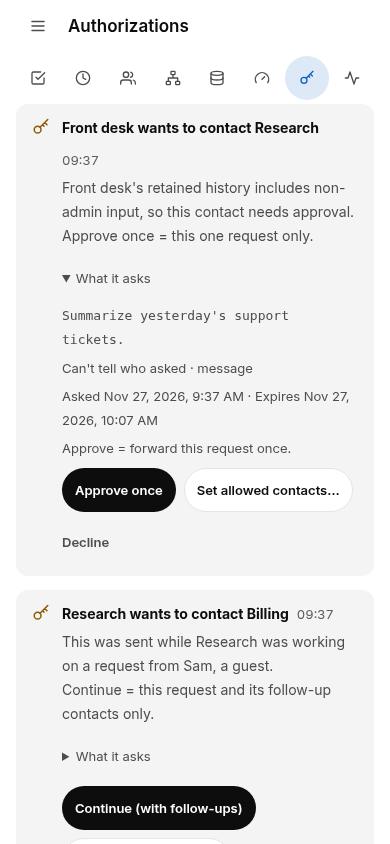 Authorizations
Front desk wants to contact Research
09:37
Front desk's retained history includes non-
admin input, so this contact needs approval.
Approve once = this one request only.
▼ What it asks
Summarize yesterday's support
tickets.
Can't tell who asked · message
Asked Nov 27, 2026, 9:37 AM · Expires Nov 27,
2026, 10:07 AM
Approve = forward this request once.
Approve once
Set allowed contacts...
Decline
Research wants to contact Billing 09:37
This was sent while Research was working
on a request from Sam, a guest.
Continue = this request and its follow-up
contacts only.
▶ What it asks
Continue (with follow-ups)